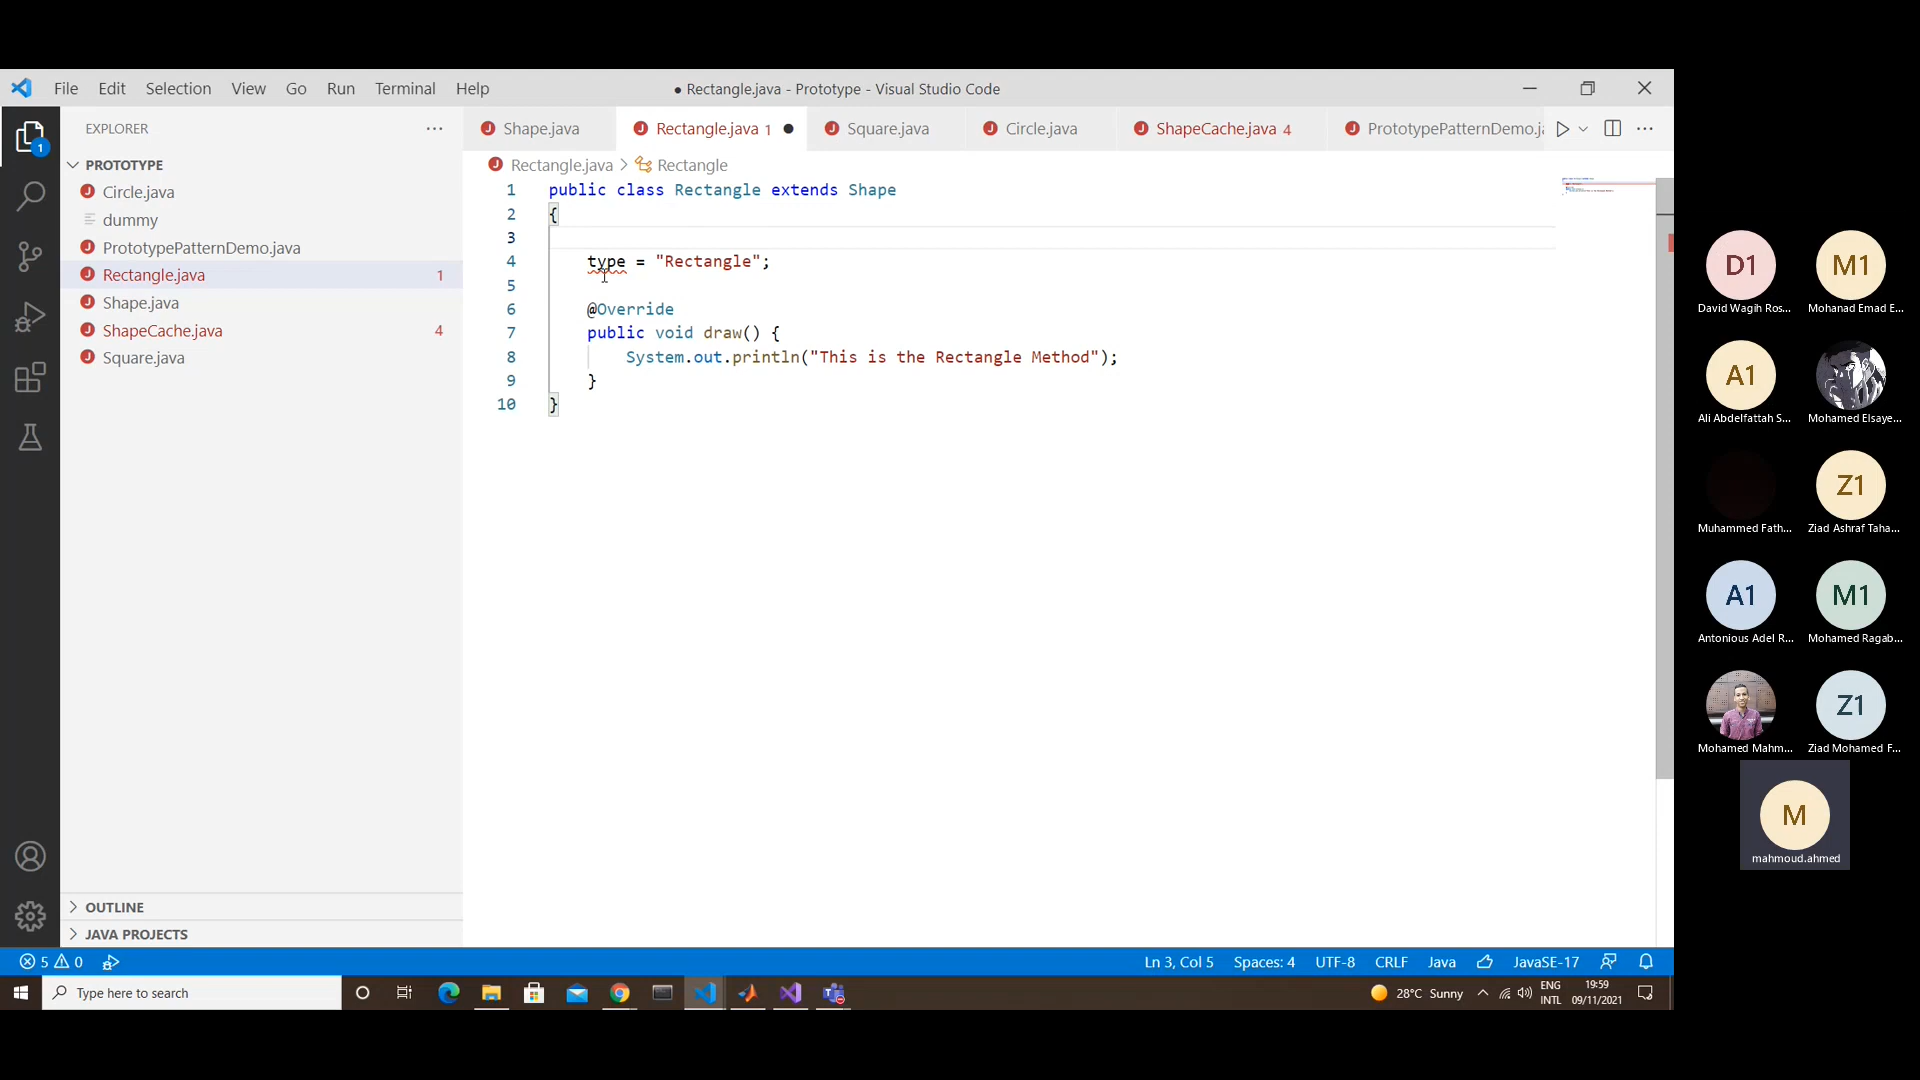 File Edit Selection View Go Run Terminal Help
● Rectangle.java - Prototype - Visual Studio Code
EXPLORER
Shape.java
Rectangle.java 1
Square.java
Circle.java
ShapeCache.java 4
PrototypePatternDemo.ja
Rectangle.java > Rectangle
1
PROTOTYPE
Circle.java
dummy
PrototypePatternDemo.java
Rectangle.java 1
Shape.java
ShapeCache.java 4
Square.java
1 public class Rectangle extends Shape
2 {
3
4 type = "Rectangle";
5
6 @Override
7 public void draw() {
8 System.out.println("This is the Rectangle Method");
9 }
10 }
OUTLINE
JAVA PROJECTS
5 0
Ln 3, Col 5 Spaces: 4 UTF-8 CRLF Java JavaSE-17
Type here to search
28°C Sunny
ENG
INTL
19:59
09/11/2021
D1
David Wagih Ros...
M1
Mohanad Emad E...
A1
Ali Abdelfattah S...
Mohamed Elsaye...
Muhammed Fath...
Z1
Ziad Ashraf Taha...
A1
Antonious Adel R...
M1
Mohamed Ragab...
Mohamed Mahm...
Z1
Ziad Mohamed F...
M
mahmoud.ahmed